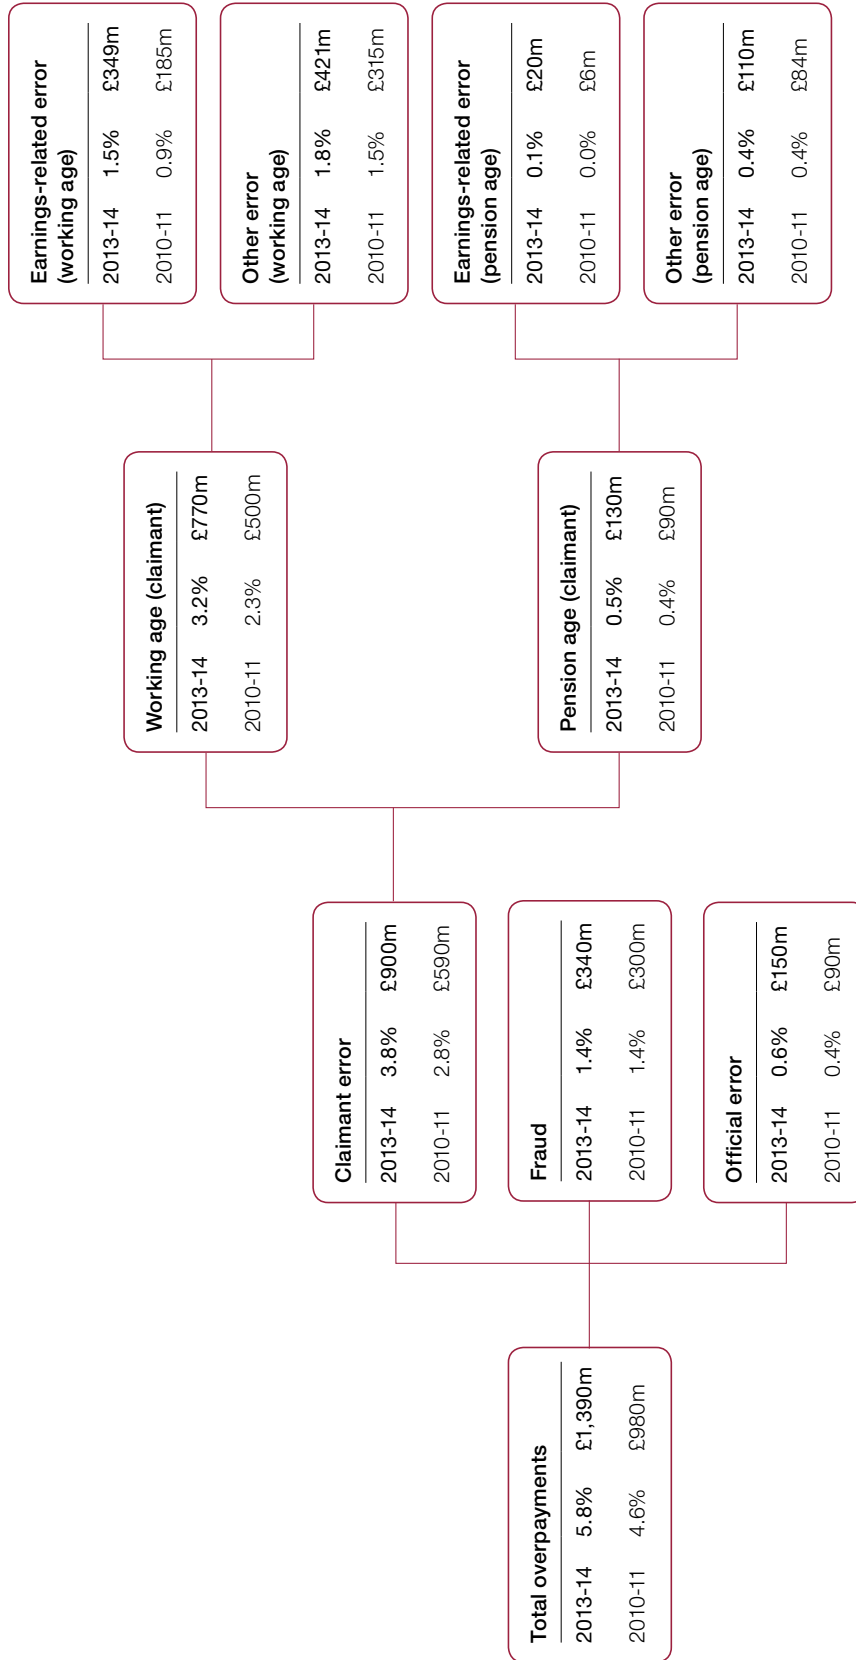 Total overpayments
2013-14 5.8% £1,390m
2010-11 4.6% £980m
Claimant error
2013-14 3.8% £900m
2010-11 2.8% £590m
Fraud
2013-14 1.4% £340m
2010-11 1.4% £300m
Official error
2013-14 0.6% £150m
2010-11 0.4% £90m
Working age (claimant)
2013-14 3.2% £770m
2010-11 2.3% £500m
Pension age (claimant)
2013-14 0.5% £130m
2010-11 0.4% £90m
Earnings-related error
(working age)
2013-14 1.5% £349m
2010-11 0.9% £185m
Other error
(working age)
2013-14 1.8% £421m
2010-11 1.5% £315m
Earnings-related error
(pension age)
2013-14 0.1% £20m
2010-11 0.0% £6m
Other error
(pension age)
2013-14 0.4% £110m
2010-11 0.4% £84m